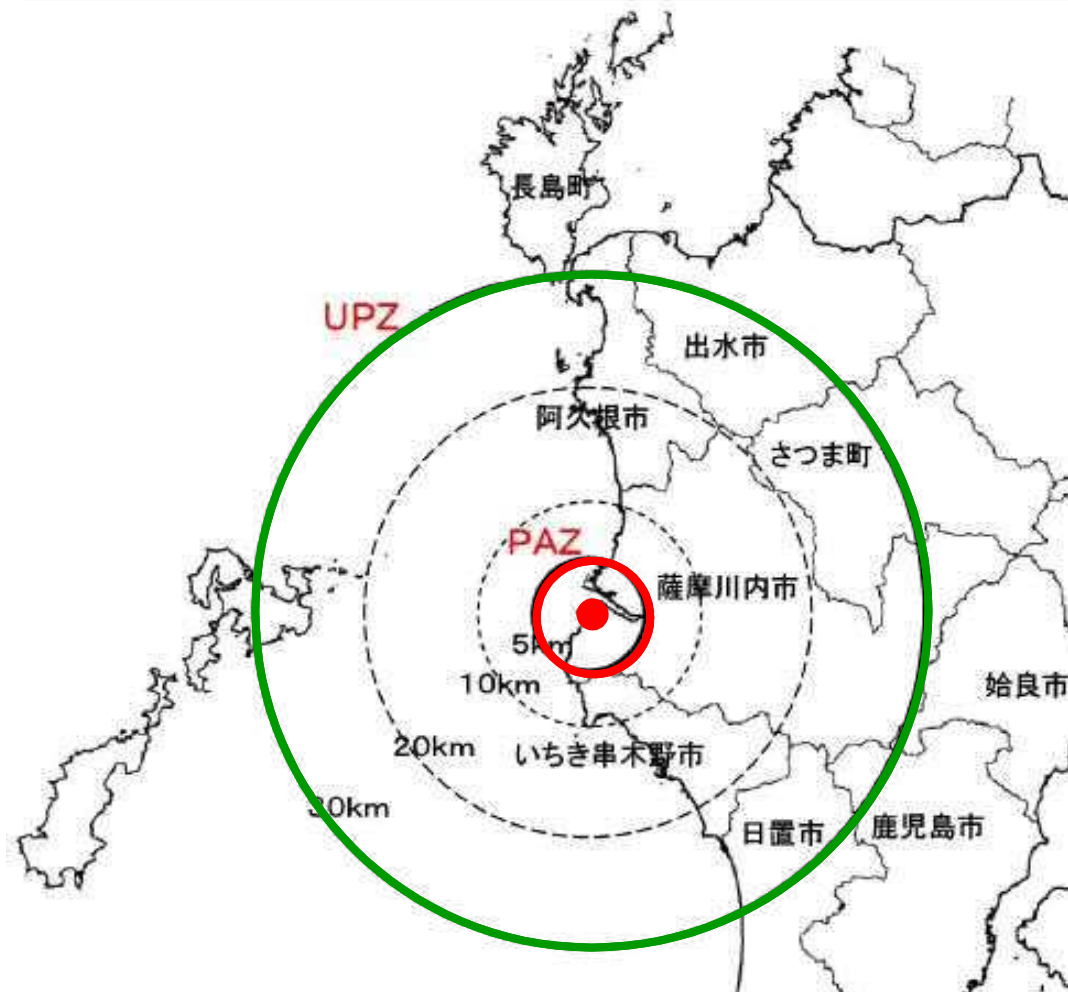 長島町
UPZ
出水市
阿久根市
さつま町
PAZ
薩摩川内市
5km
10km
姶良市
20km
いちき串木野市
30km
日置市
鹿児島市